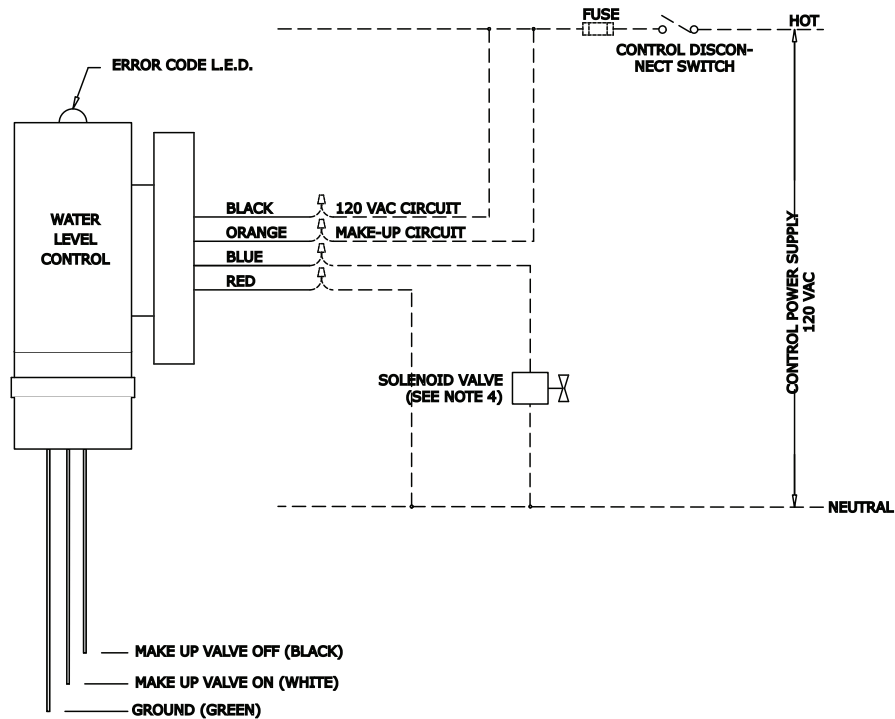 FUSE
HOT
CONTROL DISCON-
NECT SWITCH
ERROR CODE L.E.D.
WATER
LEVEL
CONTROL
BLACK
120 VAC CIRCUIT
ORANGE
MAKE-UP CIRCUIT
BLUE
RED
CONTROL POWER SUPPLY
120 VAC
SOLENOID VALVE
(SEE NOTE 4)
NEUTRAL
MAKE UP VALVE OFF (BLACK)
MAKE UP VALVE ON (WHITE)
GROUND (GREEN)